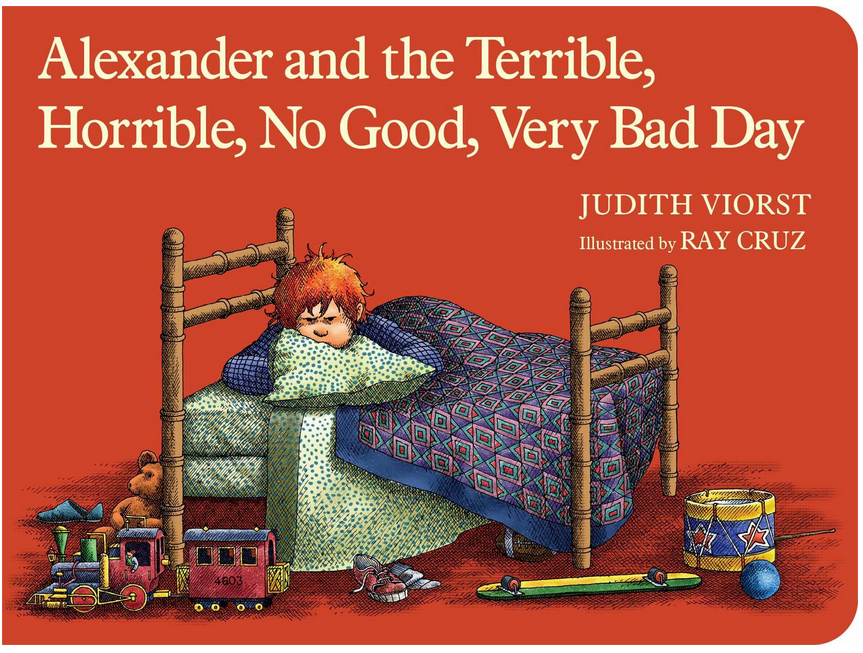 Alexander and the Terrible,
Horrible, No Good, Very Bad Day
JUDITH VIORST
Illustrated by RAY CRUZ
4603